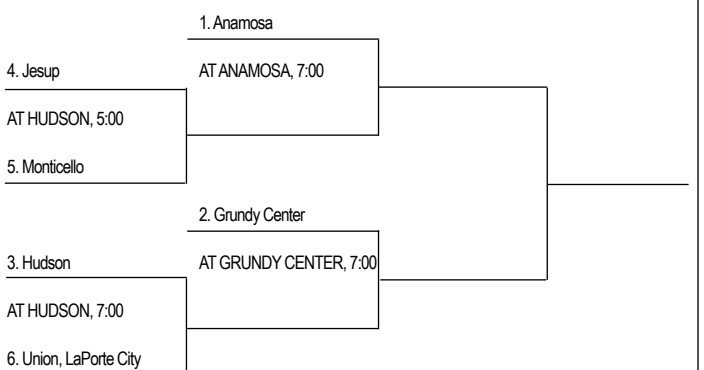 1. Anamosa
4. Jesup
AT ANAMOSA, 7:00
AT HUDSON, 5:00
5. Monticello
2. Grundy Center
3. Hudson
AT GRUNDY CENTER, 7:00
AT HUDSON, 7:00
6. Union, LaPorte City